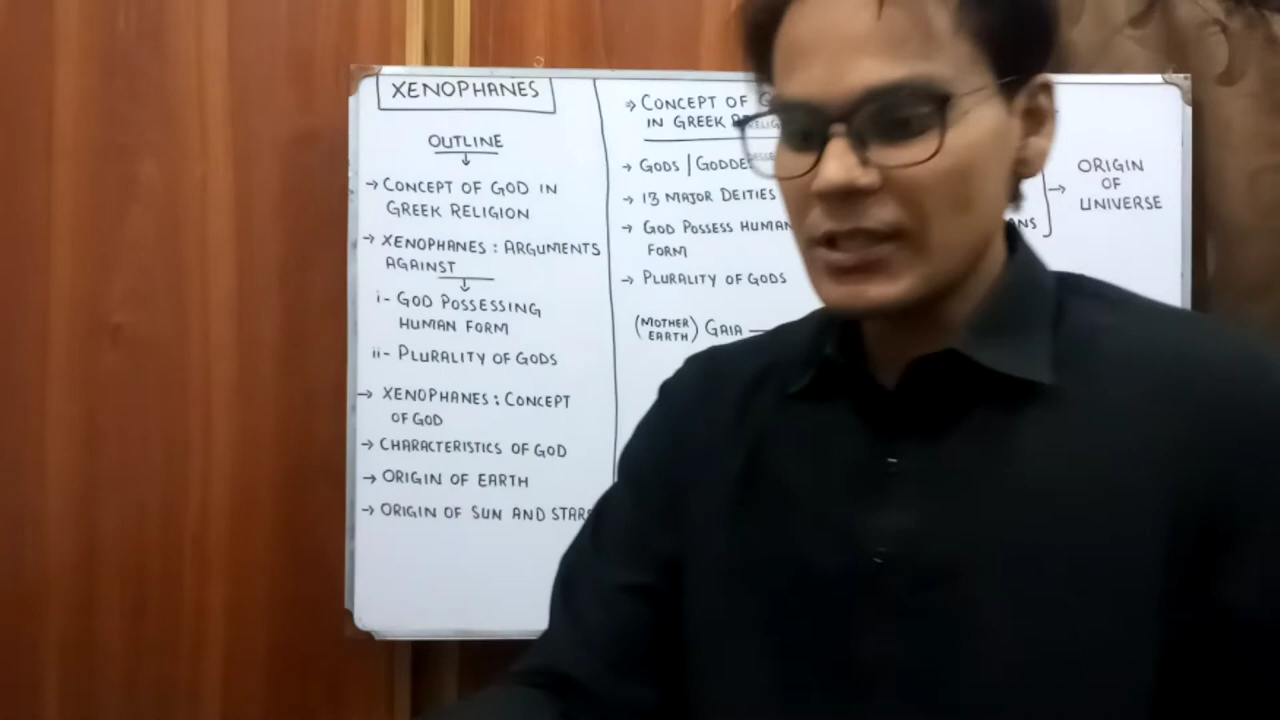 XENOPHANES
OUTLINE
→ CONCEPT OF GOD IN
GREEK RELIGION
→ XENOPHANES : ARGUMENTS
AGAINST
i- GOD POSSESSING
HUMAN FORM
ii- PLURALITY OF GODS
→ XENOPHANES : CONCEPT
OF GOD
→ CHARACTERISTICS OF GOD
→ ORIGIN OF EARTH
→ ORIGIN OF SUN AND STARS
→ CONCEPT OF
IN GREEK
→ GODS /
→ 13 MAJOR DEITIES
→ GOD POSSESS HUMAN
FORM
→ PLURALITY OF GODS
(MOTHER EARTH) GAIA
→ ORIGIN
OF
UNIVERSE